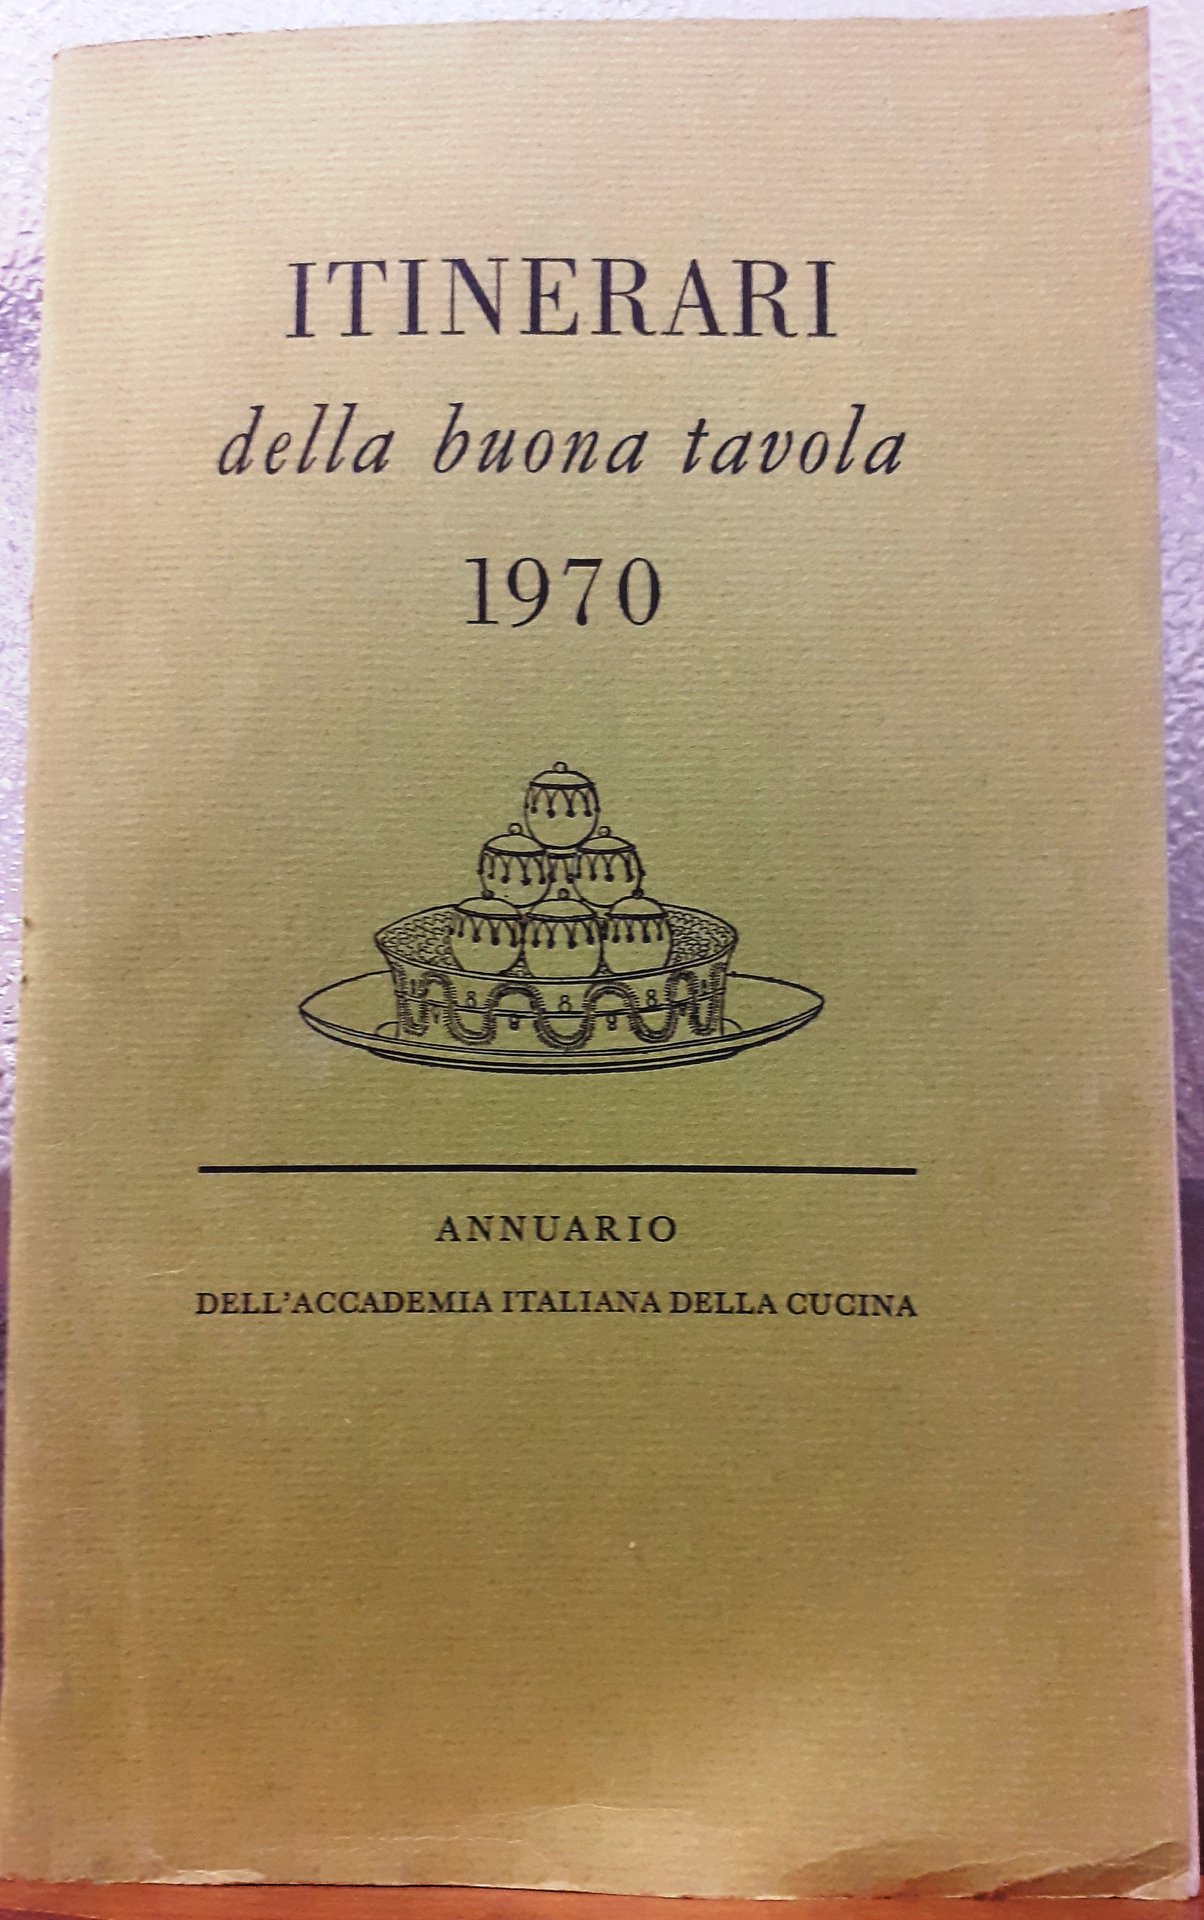 ITINERARI
della buona tavola
1970
ANNUARIO
DELL'ACCADEMIA ITALIANA DELLA CUCINA